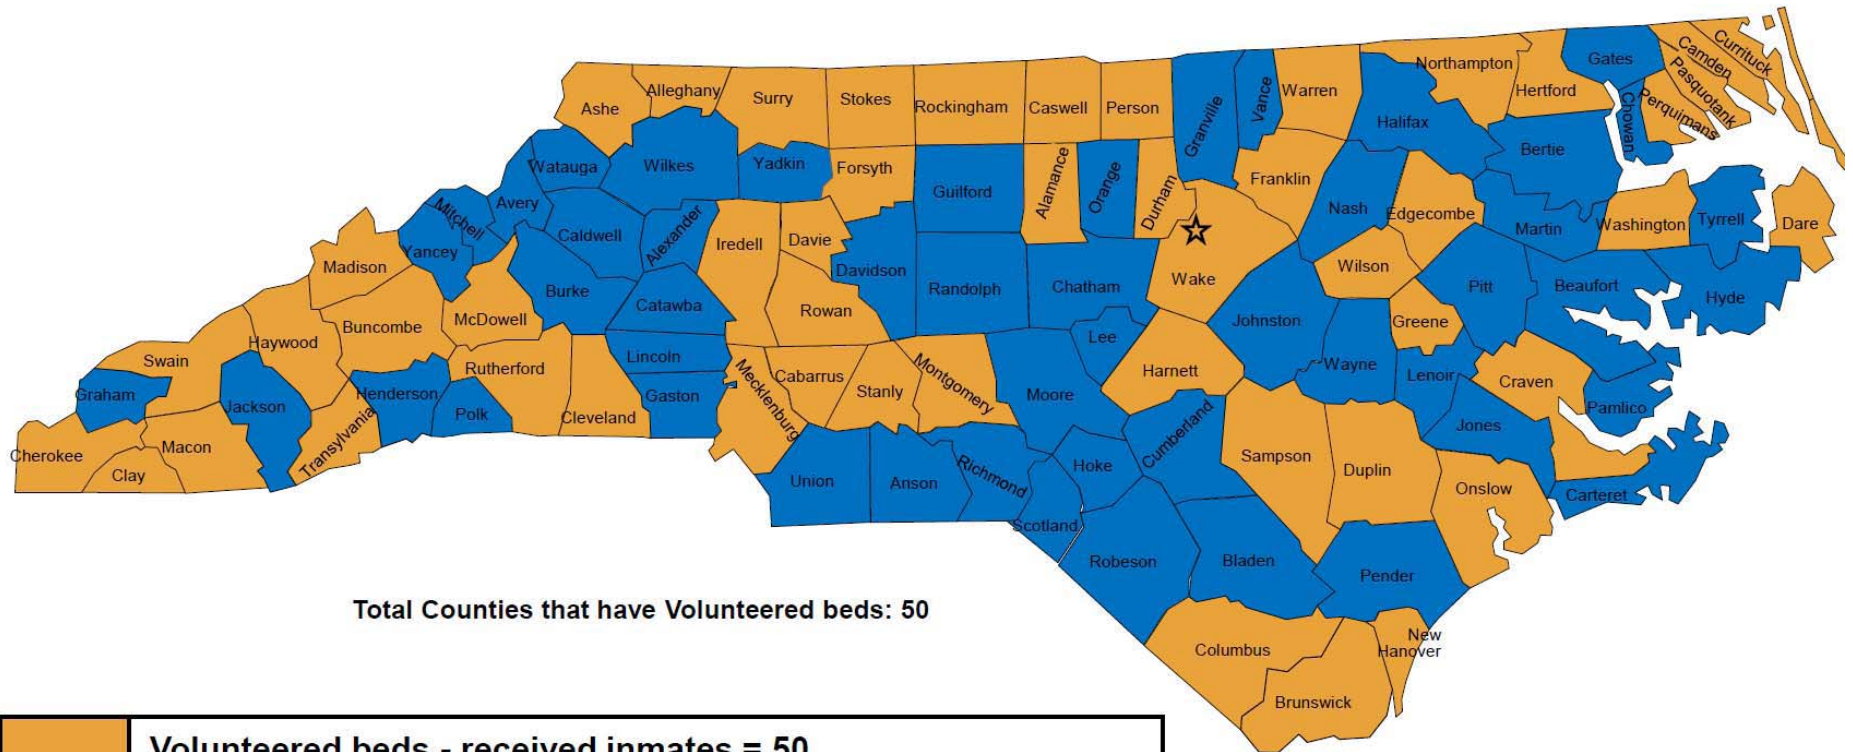 Currituck
Camden
Pasquotank
Perquimans
Gates
Chowan
Northampton
Hertford
Warren
Vance
Granville
Halifax
Bertie
Alleghany
Ashe
Surry
Stokes
Rockingham
Caswell
Person
Watauga
Wilkes
Yadkin
Forsyth
Guilford
Alamance
Orange
Durham
Franklin
Nash
Edgecombe
Martin
Washington
Tyrrell
Dare
Mitchell
Avery
Yancey
Caldwell
Alexander
Iredell
Davie
Davidson
Randolph
Chatham
Wake
Wilson
Pitt
Beaufort
Hyde
Madison
Burke
Catawba
Rowan
Buncombe
McDowell
Haywood
Swain
Rutherford
Lincoln
Lee
Johnston
Greene
Wayne
Lenoir
Craven
Pamlico
Graham
Jackson
Henderson
Polk
Cleveland
Gaston
Mecklenburg
Cabarrus
Stanly
Montgomery
Moore
Harnett
Jones
Cherokee
Clay
Macon
Transylvania
Union
Anson
Richmond
Hoke
Cumberland
Sampson
Duplin
Onslow
Carteret
Scotland
Robeson
Bladen
Pender
Columbus
New
Hanover
Brunswick
Total Counties that have Volunteered beds: 50
Volunteered beds - received inmates = 50